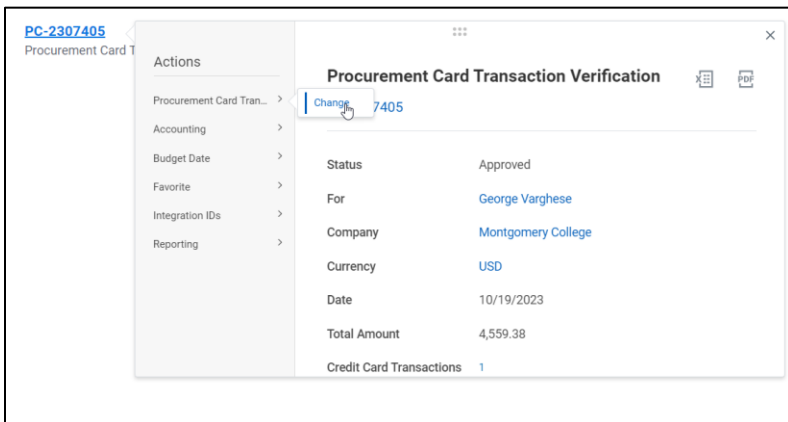 PC-2307405
Procurement Card T
Actions
Procurement Card Tran...
Accounting
Budget Date
Favorite
Integration IDs
Reporting
Change
Procurement Card Transaction Verification
7405
Status Approved
For George Varghese
Company Montgomery College
Currency USD
Date 10/19/2023
Total Amount 4,559.38
Credit Card Transactions 1
PDF